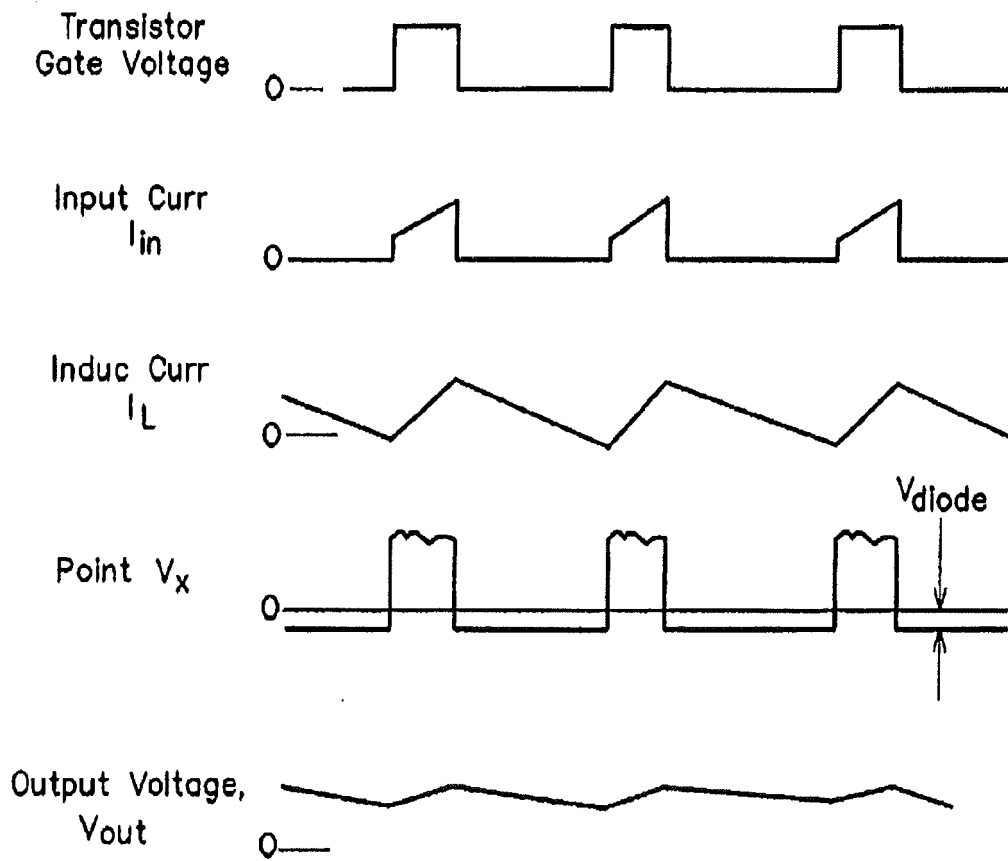 Transistor
Gate Voltage
0
Input Curr
Iin
0
Induc Curr
IL
0
Vdiode
Point Vx
0
Output Voltage,
Vout
0